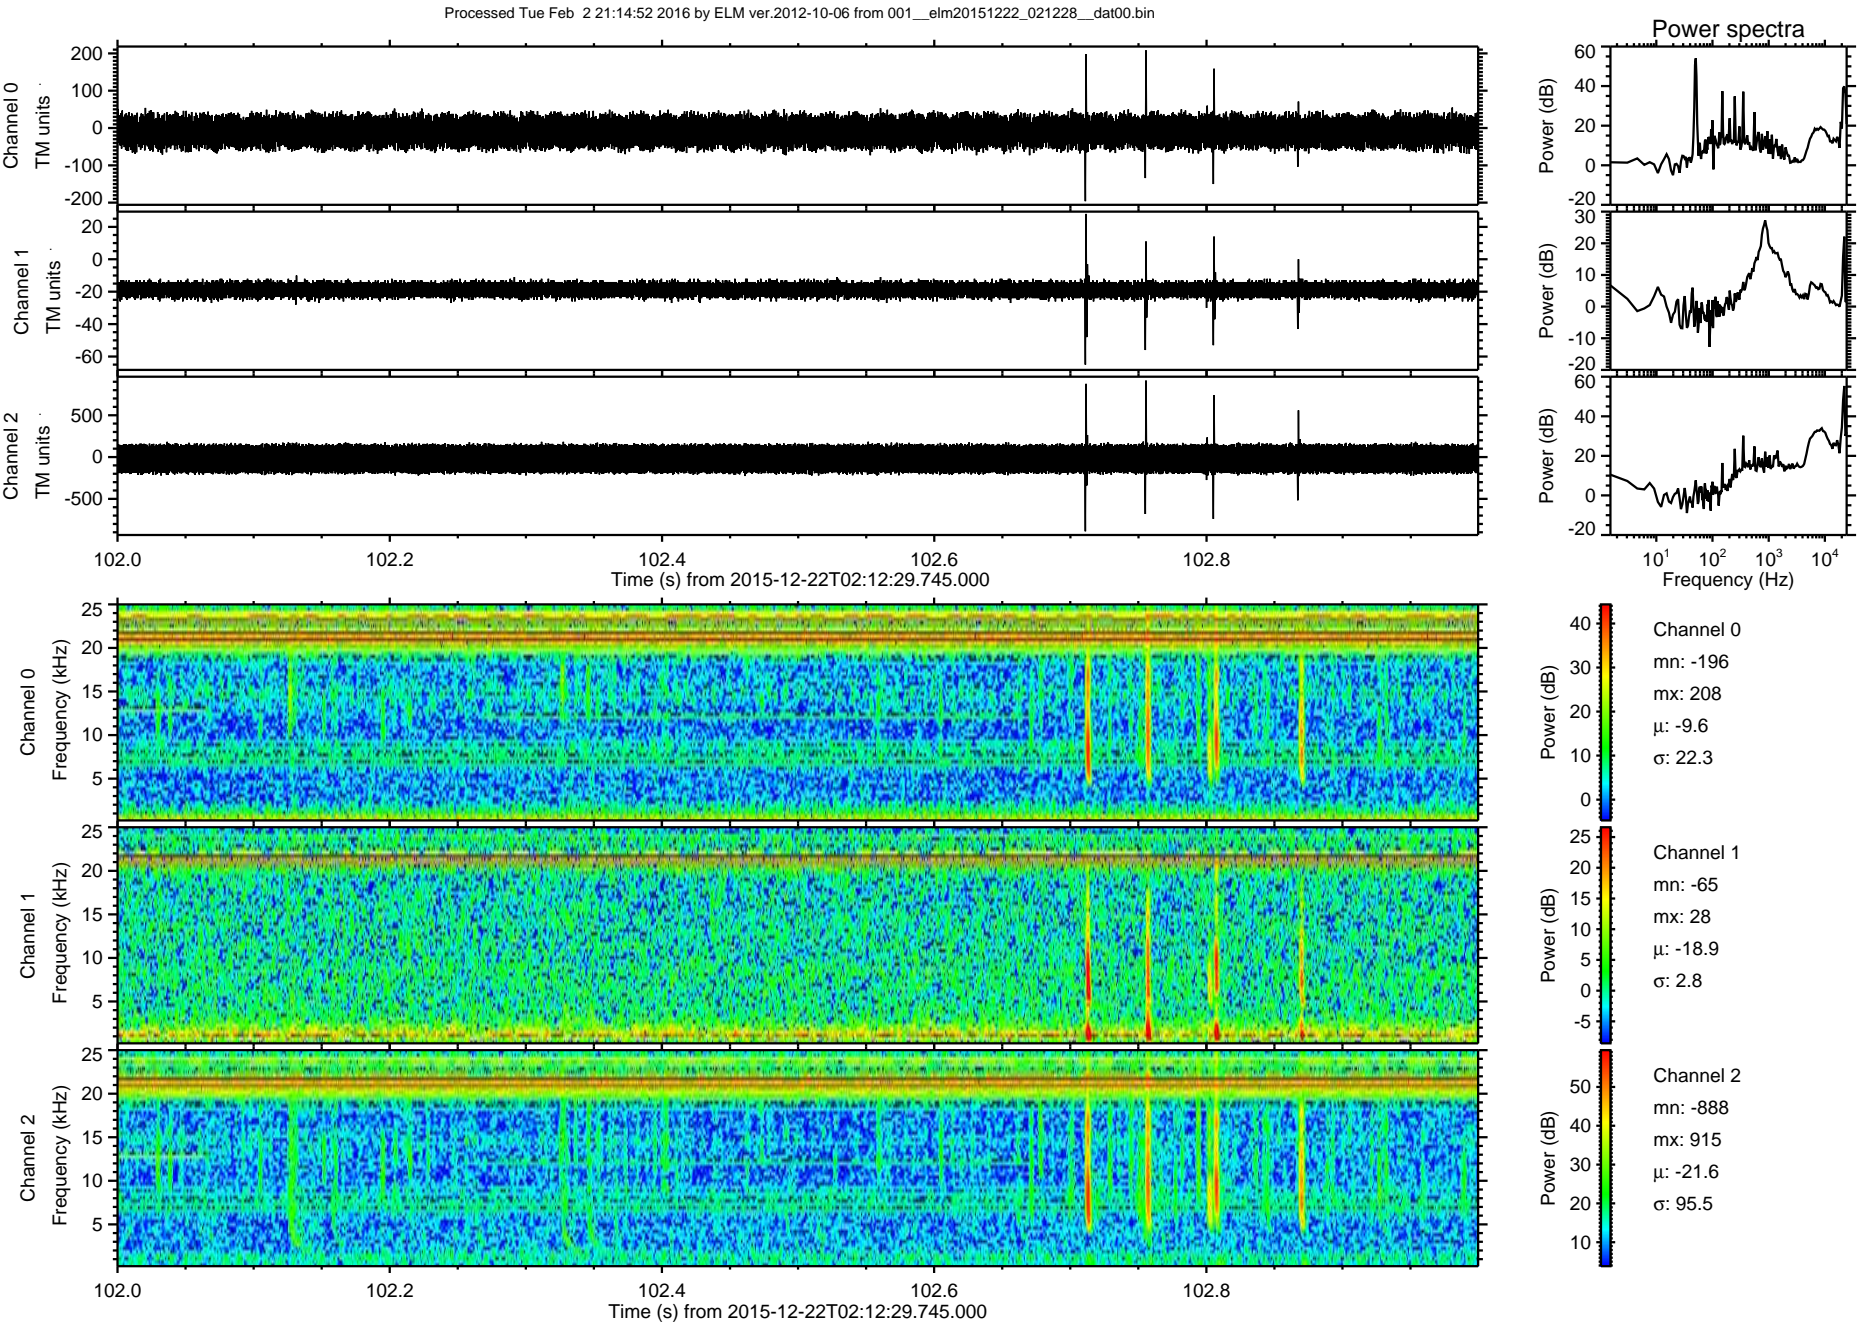 Processed Tue Feb  2 21:14:52 2016 by ELM ver.2012-10-06 from 001__elm20151222_021228__dat00.bin
Power spectra
Channel 0
TM units
200
100
0
-100
-200
Power (dB)
60
40
20
0
-20
Channel 1
TM units
20
0
-20
-40
-60
Power (dB)
30
20
10
0
-10
-20
Channel 2
TM units
500
0
-500
Power (dB)
60
40
20
0
-20
102.0 102.2 102.4 102.6 102.8
Time (s) from 2015-12-22T02:12:29.745.000
10^1 10^2 10^3 10^4
Frequency (Hz)
Channel 0
Frequency (kHz)
25
20
15
10
5
Power (dB)
40
30
20
10
0
Channel 0
mn: -196
mx: 208
μ: -9.6
σ: 22.3
Channel 1
Frequency (kHz)
25
20
15
10
5
Power (dB)
25
20
15
10
5
0
-5
Channel 1
mn: -65
mx: 28
μ: -18.9
σ: 2.8
Channel 2
Frequency (kHz)
25
20
15
10
5
Power (dB)
50
40
30
20
10
Channel 2
mn: -888
mx: 915
μ: -21.6
σ: 95.5
102.0 102.2 102.4 102.6 102.8
Time (s) from 2015-12-22T02:12:29.745.000